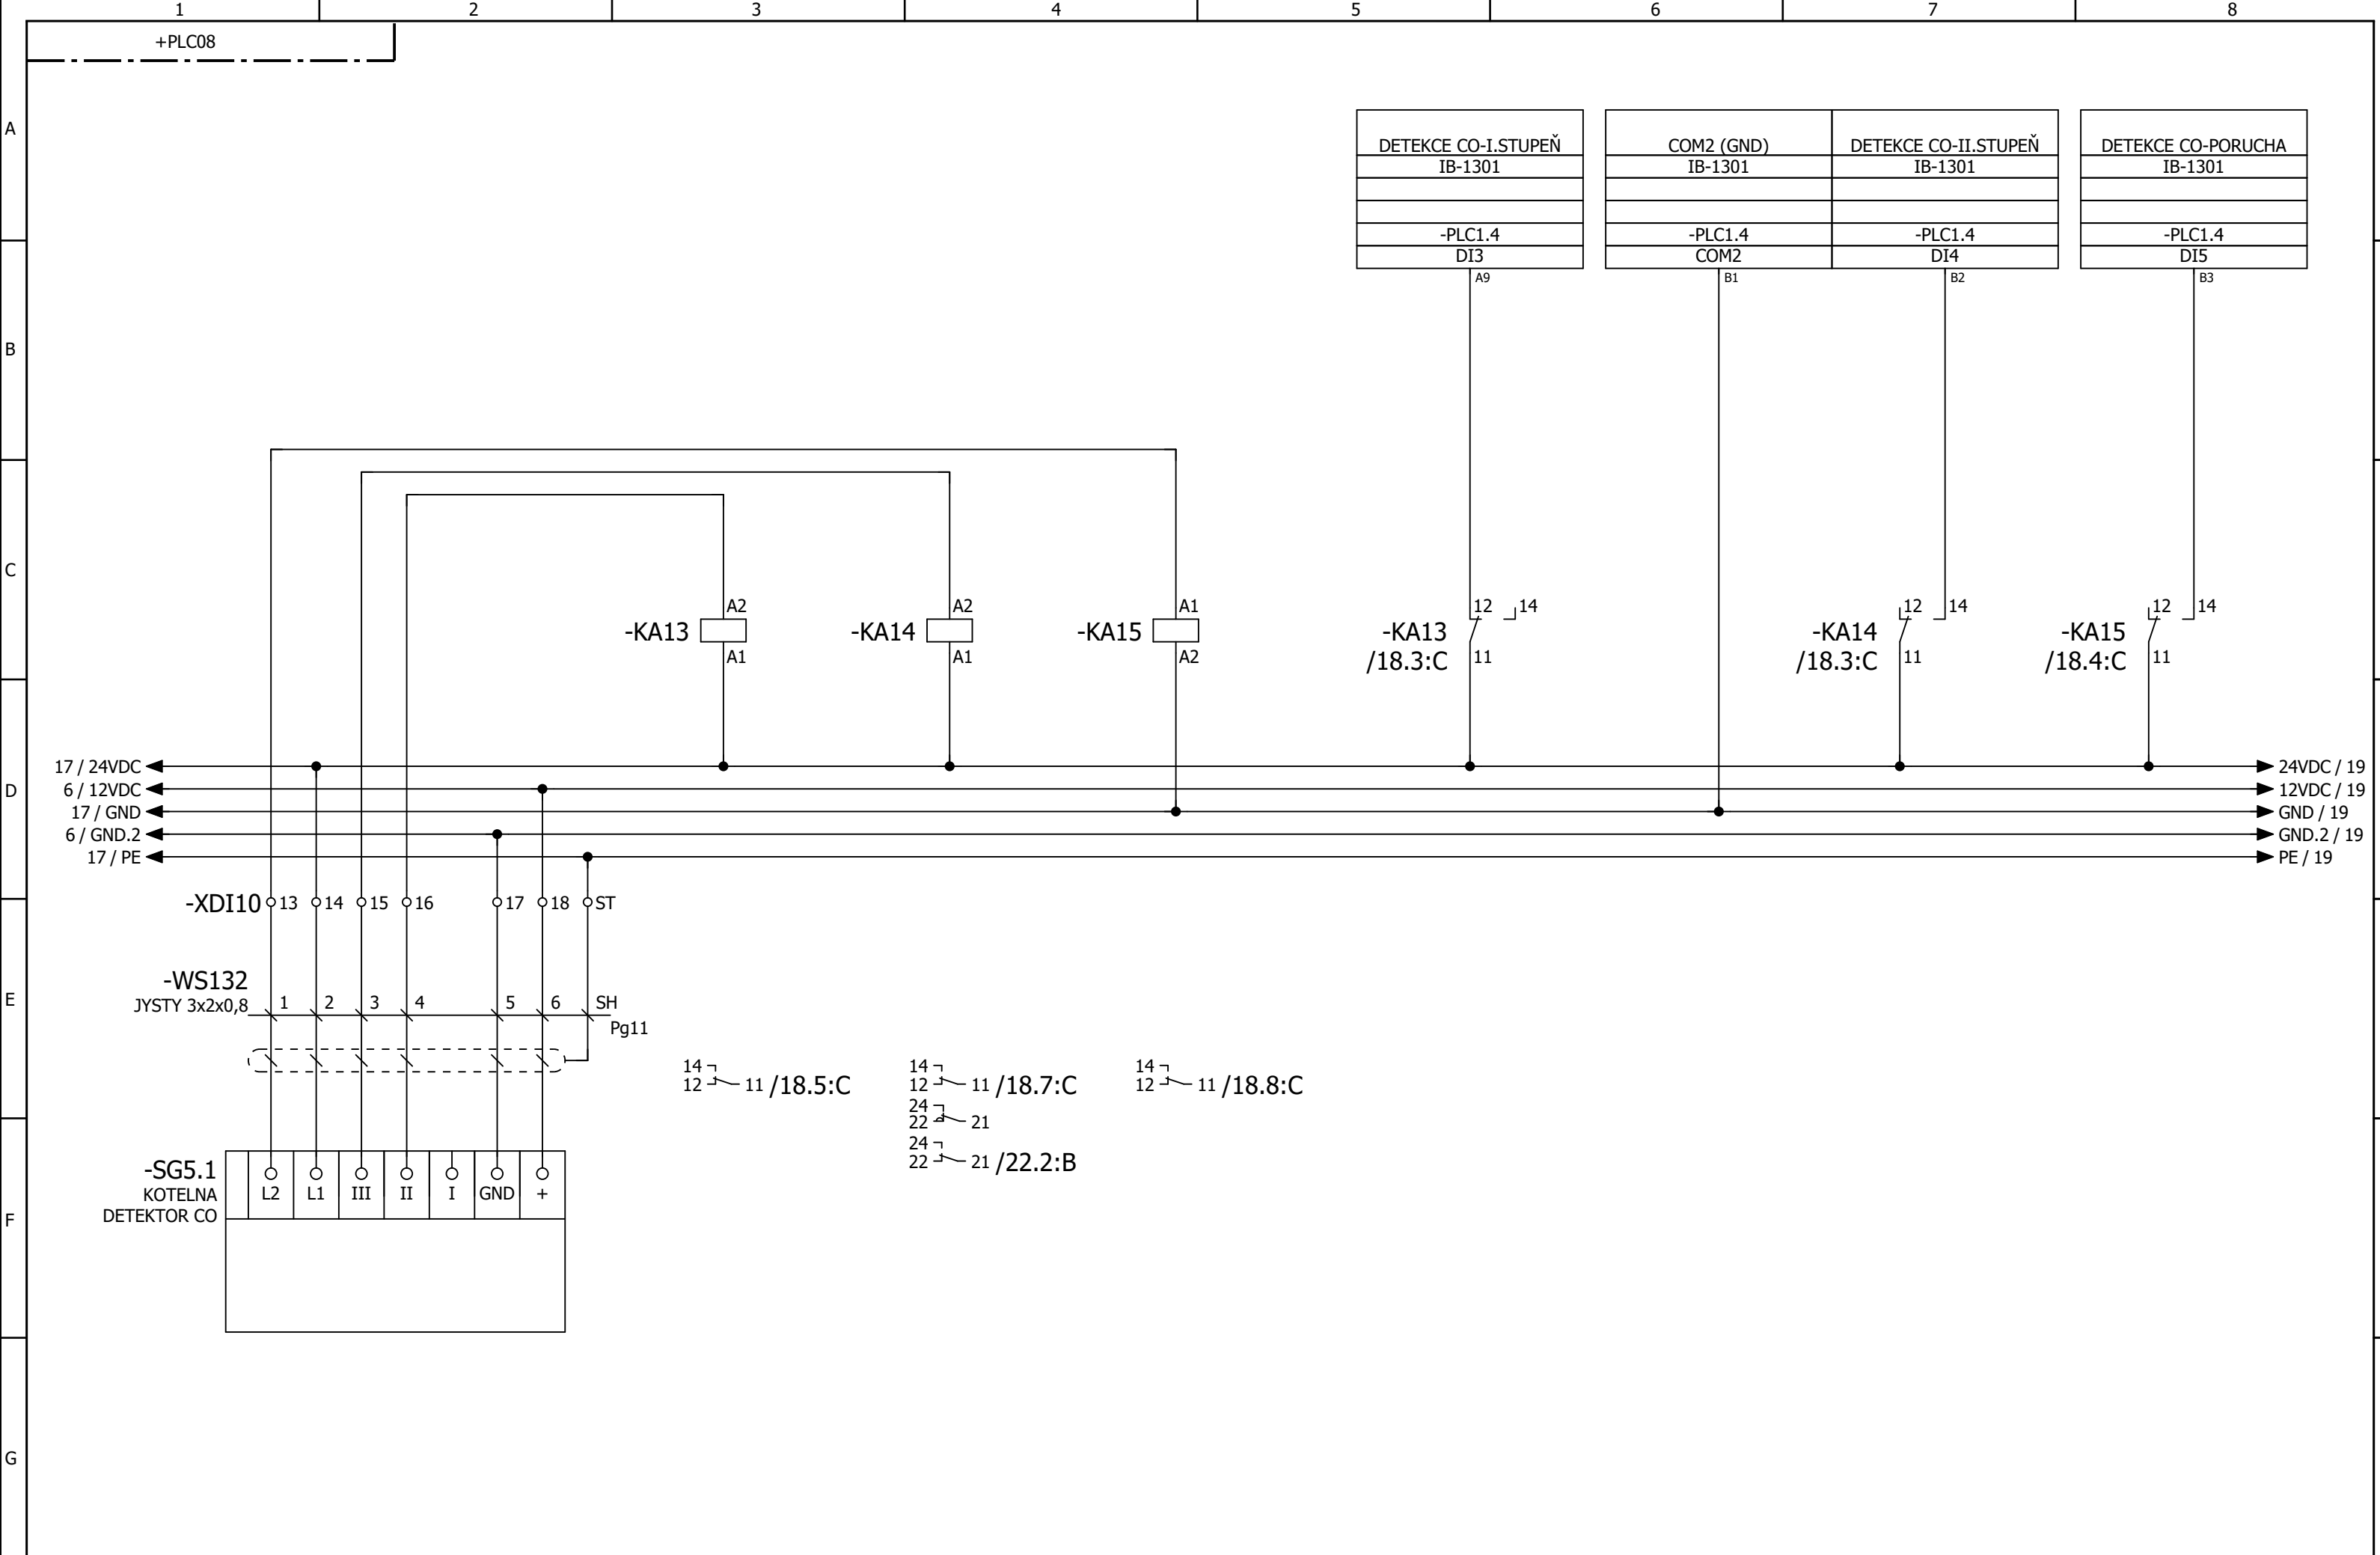 1 2 3 4 5 6 7 8
+PLC08
A
DETEKCE CO-I.STUPEŇ COM2 (GND) DETEKCE CO-II.STUPEŇ DETEKCE CO-PORUCHA
IB-1301 IB-1301 IB-1301 IB-1301
-PLC1.4 -PLC1.4 -PLC1.4 -PLC1.4
DI3 COM2 DI4 DI5
A9 B1 B2 B3
B
C
A2 A2 A1 12 14 12 14 12 14
-KA13 -KA14 -KA15 -KA13 -KA14 -KA15
A1 A1 A2 /18.3:C 11 /18.3:C 11 /18.4:C 11
D
17 / 24VDC 24VDC / 19
6 / 12VDC 12VDC / 19
17 / GND GND / 19
6 / GND.2 GND.2 / 19
17 / PE PE / 19
-XDI10 13 14 15 16 17 18 ST
E
-WS132
JYSTY 3x2x0,8 1 2 3 4 5 6 SH
Pg11
14 14 14
12 11 /18.5:C 12 11 /18.7:C 12 11 /18.8:C
24
22 21
24
22 21 /22.2:B
F
-SG5.1
KOTELNA L2 L1 III II I GND +
DETEKTOR CO
G